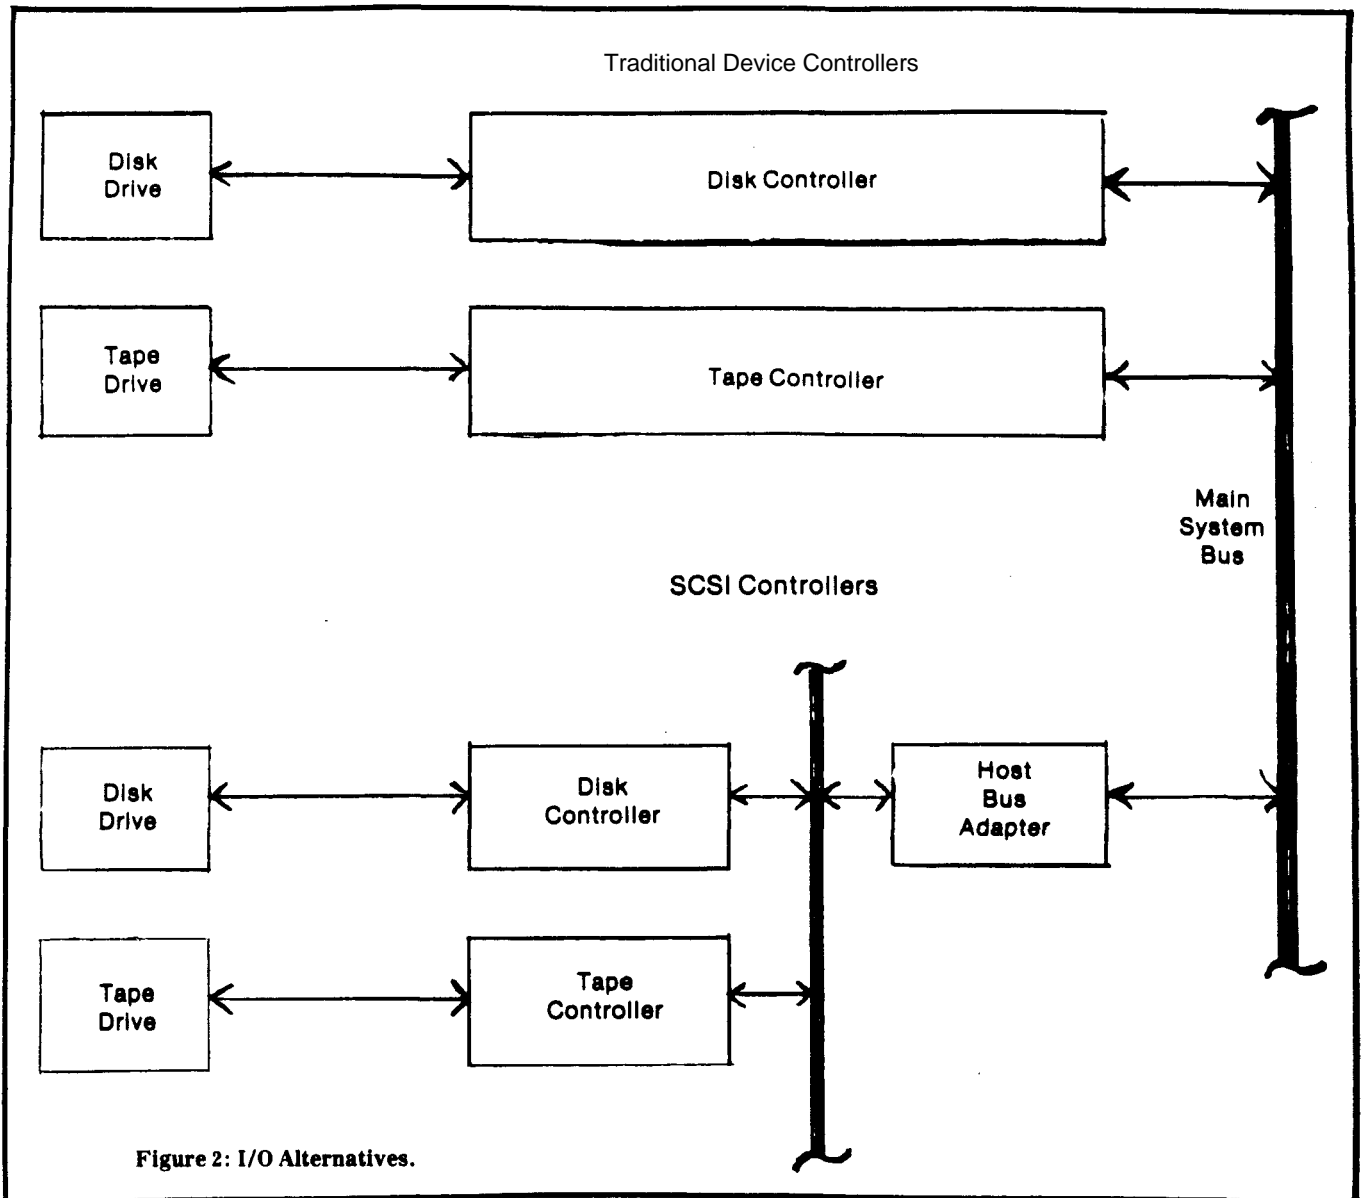 Traditional Device Controllers
Disk
Drive
Disk Controller
Tape
Drive
Tape Controller
Main
System
Bus
SCSI Controllers
Disk
Drive
Disk
Controller
Host
Bus
Adapter
Tape
Drive
Tape
Controller
Figure 2: I/O Alternatives.